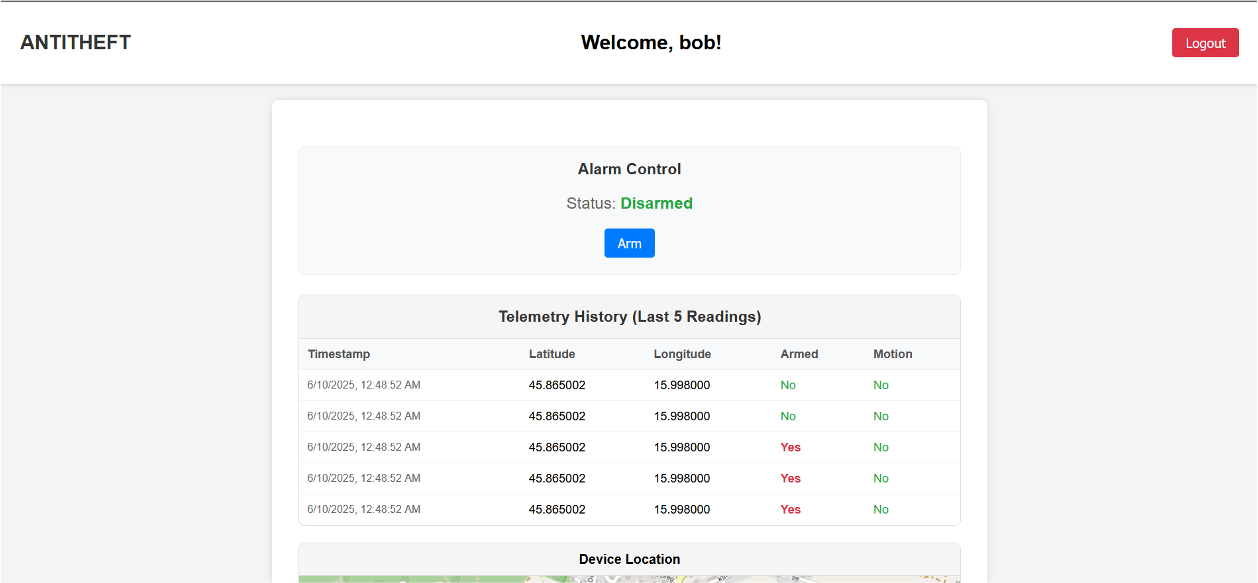 ANTITHEFT
Welcome, bob!
Logout
Alarm Control
Status: Disarmed
Arm
Telemetry History (Last 5 Readings)
Timestamp Latitude Longitude Armed Motion
6/10/2025, 12:48:52 AM 45.865002 15.998000 No No
6/10/2025, 12:48:52 AM 45.865002 15.998000 No No
6/10/2025, 12:48:52 AM 45.865002 15.998000 Yes No
6/10/2025, 12:48:52 AM 45.865002 15.998000 Yes No
6/10/2025, 12:48:52 AM 45.865002 15.998000 Yes No
Device Location